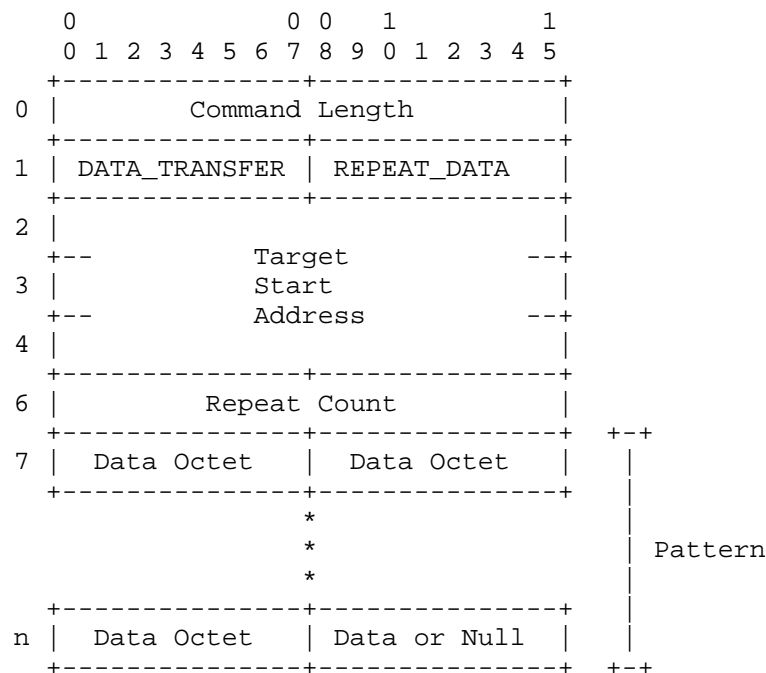 0 0 0 1 1
0 1 2 3 4 5 6 7 8 9 0 1 2 3 4 5
+---------------+---------------+
0 | Command Length |
+---------------+---------------+
1 | DATA_TRANSFER | REPEAT_DATA |
+---------------+---------------+
2 | |
+-- Target --+
3 | Start |
+-- Address --+
4 | |
+---------------+---------------+
6 | Repeat Count |
+---------------+---------------+ +-+
7 | Data Octet | Data Octet | |
+---------------+---------------+ |
* |
* | Pattern
* |
+---------------+---------------+ |
n | Data Octet | Data or Null | |
+---------------+---------------+ +-+